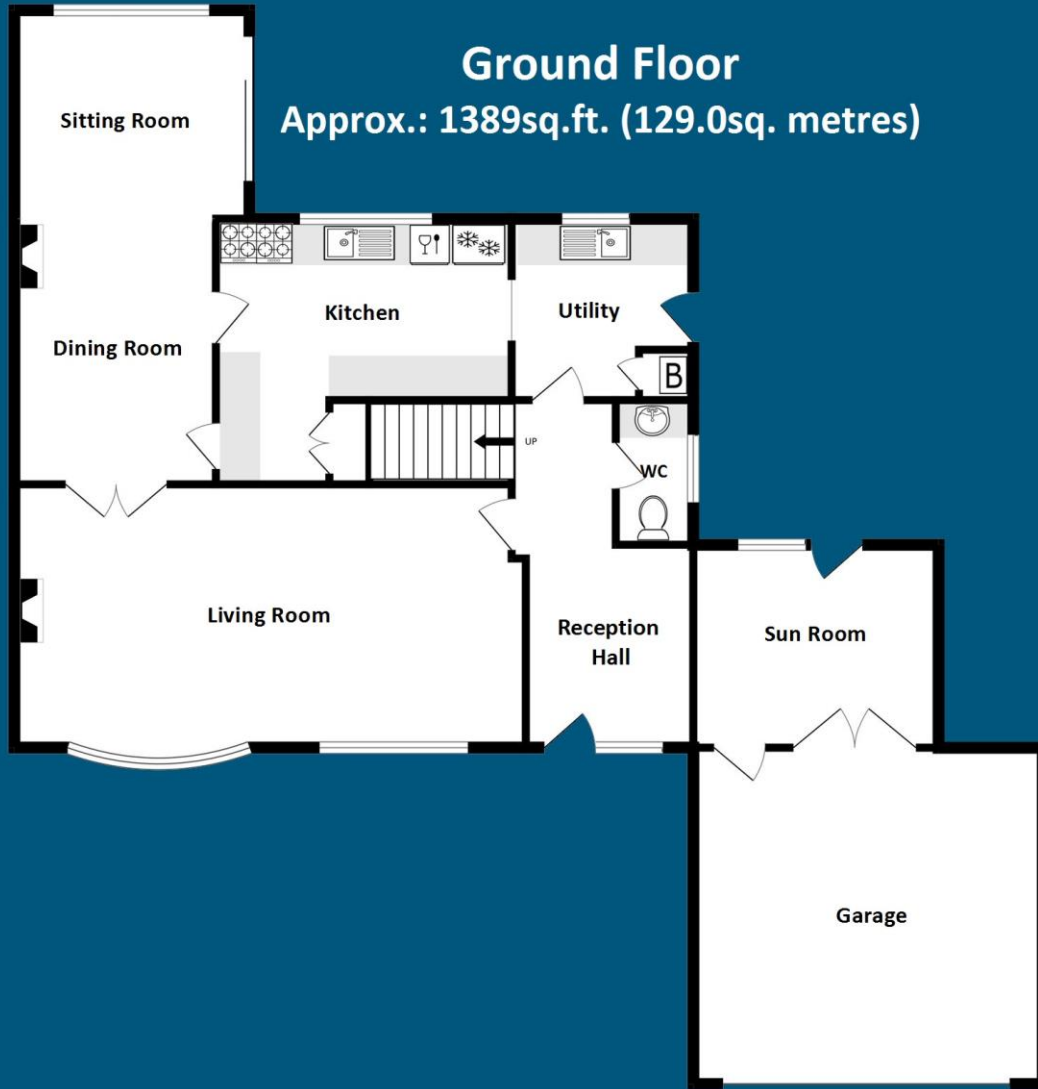 Ground Floor
Approx.: 1389sq.ft. (129.0sq. metres)
Sitting Room
Kitchen
Utility
Dining Room
B
UP
WC
Living Room
Reception
Hall
Sun Room
Garage